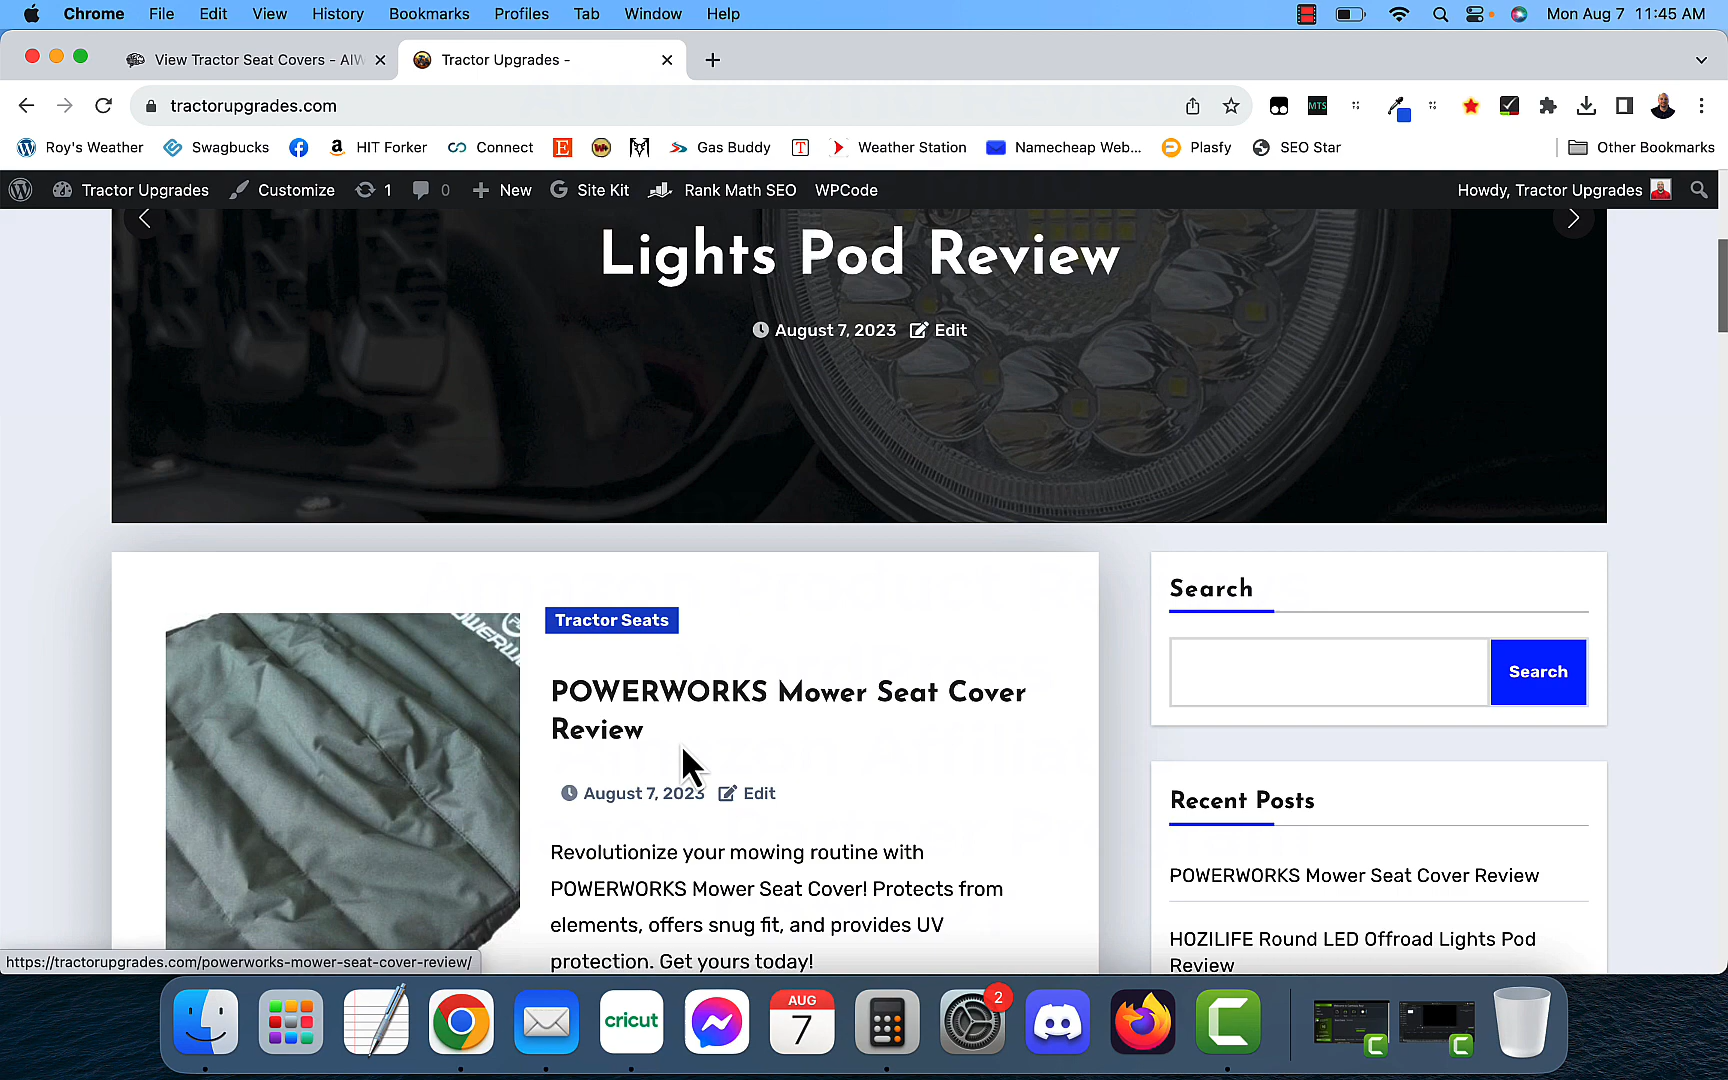 Chrome File Edit View History Bookmarks Profiles Tab Window Help Mon Aug 7 11:45 AM
View Tractor Seat Covers - AIW Tractor Upgrades -
tractorupgrades.com MTS
Roy's Weather Swagbucks HIT Forker Connect Gas Buddy T Weather Station Namecheap Web... Plasfy SEO Star Other Bookmarks
Tractor Upgrades Customize 1 0 New Site Kit Rank Math SEO WPCode Howdy, Tractor Upgrades
Lights Pod Review
August 7, 2023 Edit
Tractor Seats
POWERWORKS Mower Seat Cover
Review
August 7, 2023 Edit
Revolutionize your mowing routine with
POWERWORKS Mower Seat Cover! Protects from
elements, offers snug fit, and provides UV
protection. Get yours today!
Search
Search
Recent Posts
POWERWORKS Mower Seat Cover Review
HOZILIFE Round LED Offroad Lights Pod
Review
https://tractorupgrades.com/powerworks-mower-seat-cover-review/
cricut
AUG
7
2